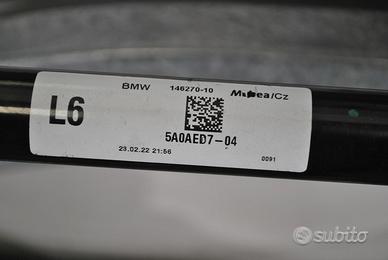 L6
BMW 146270-10 Mubea/Cz
5A0AED7-04
23.02.22 21:56
0091
subito